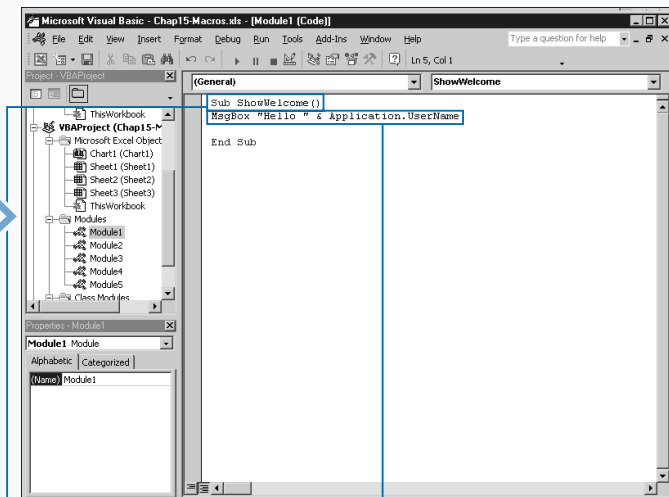 Microsoft Visual Basic - Chap15-Macros.xls - [Module1 (Code)]
File Edit View Insert Format Debug Run Tools Add-Ins Window Help Type a question for help
Ln 5, Col 1
Project - VBAProject
(General) ShowWelcome
ThisWorkbook
VBAProject (Chap15-M
Microsoft Excel Object
Chart1 (Chart1)
Sheet1 (Sheet1)
Sheet2 (Sheet2)
Sheet3 (Sheet3)
ThisWorkbook
Modules
Module1
Module2
Module3
Module4
Module5
Class Modules
Properties - Module1
Module1 Module
Alphabetic Categorized
(Name) Module1
Sub ShowWelcome()
MsgBox "Hello " & Application.UserName
End Sub